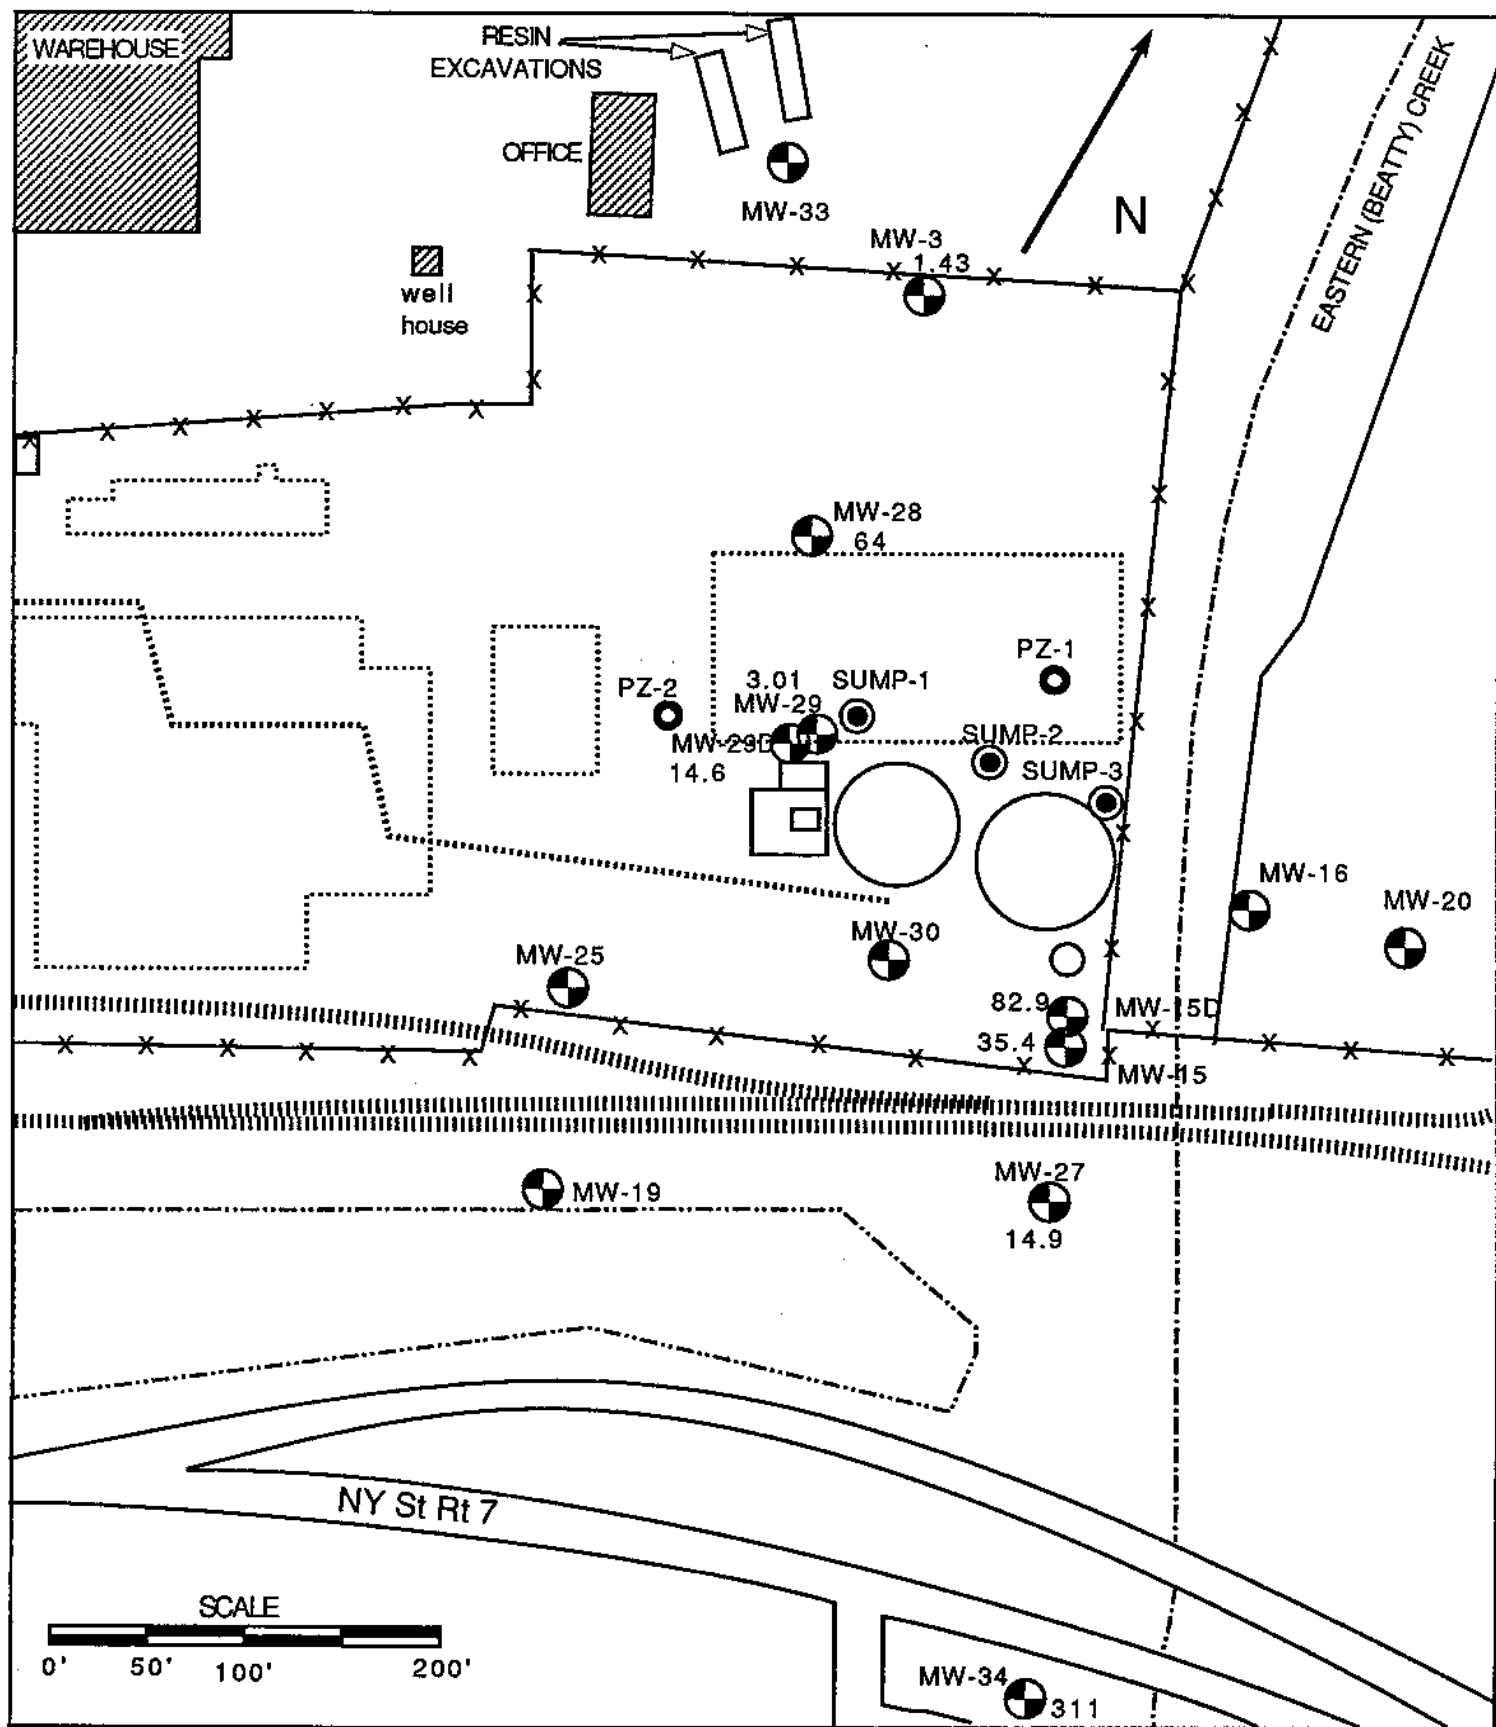 WAREHOUSE
RESIN
EXCAVATIONS
OFFICE
MW-33
N
EASTERN (BEATTY) CREEK
MW-3
1.43
well
house
MW-28
64
PZ-1
3.01
SUMP-1
PZ-2
MW-29
MW-29D
14.6
SUMP-2
SUMP-3
MW-16
MW-20
MW-30
MW-25
82.9
MW-15D
35.4
MW-15
MW-27
MW-19
14.9
NY St Rt 7
SCALE
0' 50' 100' 200'
MW-34
311